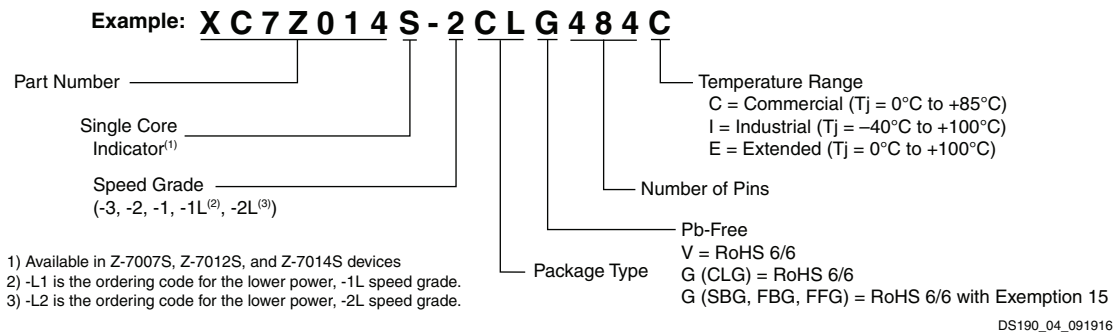 Example: XC7Z014S-2CLG484C
Part Number
Single Core
Indicator(1)
Speed Grade
(-3, -2, -1, -1L(2), -2L(3))
Temperature Range
C = Commercial (Tj = 0°C to +85°C)
I = Industrial (Tj = –40°C to +100°C)
E = Extended (Tj = 0°C to +100°C)
Number of Pins
Pb-Free
V = RoHS 6/6
G (CLG) = RoHS 6/6
G (SBG, FBG, FFG) = RoHS 6/6 with Exemption 15
Package Type
1) Available in Z-7007S, Z-7012S, and Z-7014S devices
2) -L1 is the ordering code for the lower power, -1L speed grade.
3) -L2 is the ordering code for the lower power, -2L speed grade.
DS190_04_091916